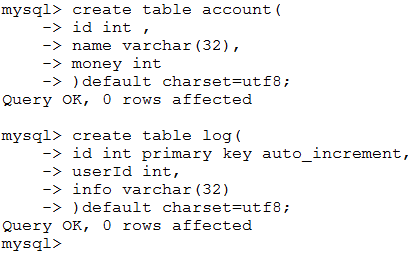 mysql> create table account(
    -> id int ,
    -> name varchar(32),
    -> money int
    -> )default charset=utf8;
Query OK, 0 rows affected
mysql> create table log(
    -> id int primary key auto_increment,
    -> userId int,
    -> info varchar(32)
    -> )default charset=utf8;
Query OK, 0 rows affected
mysql>